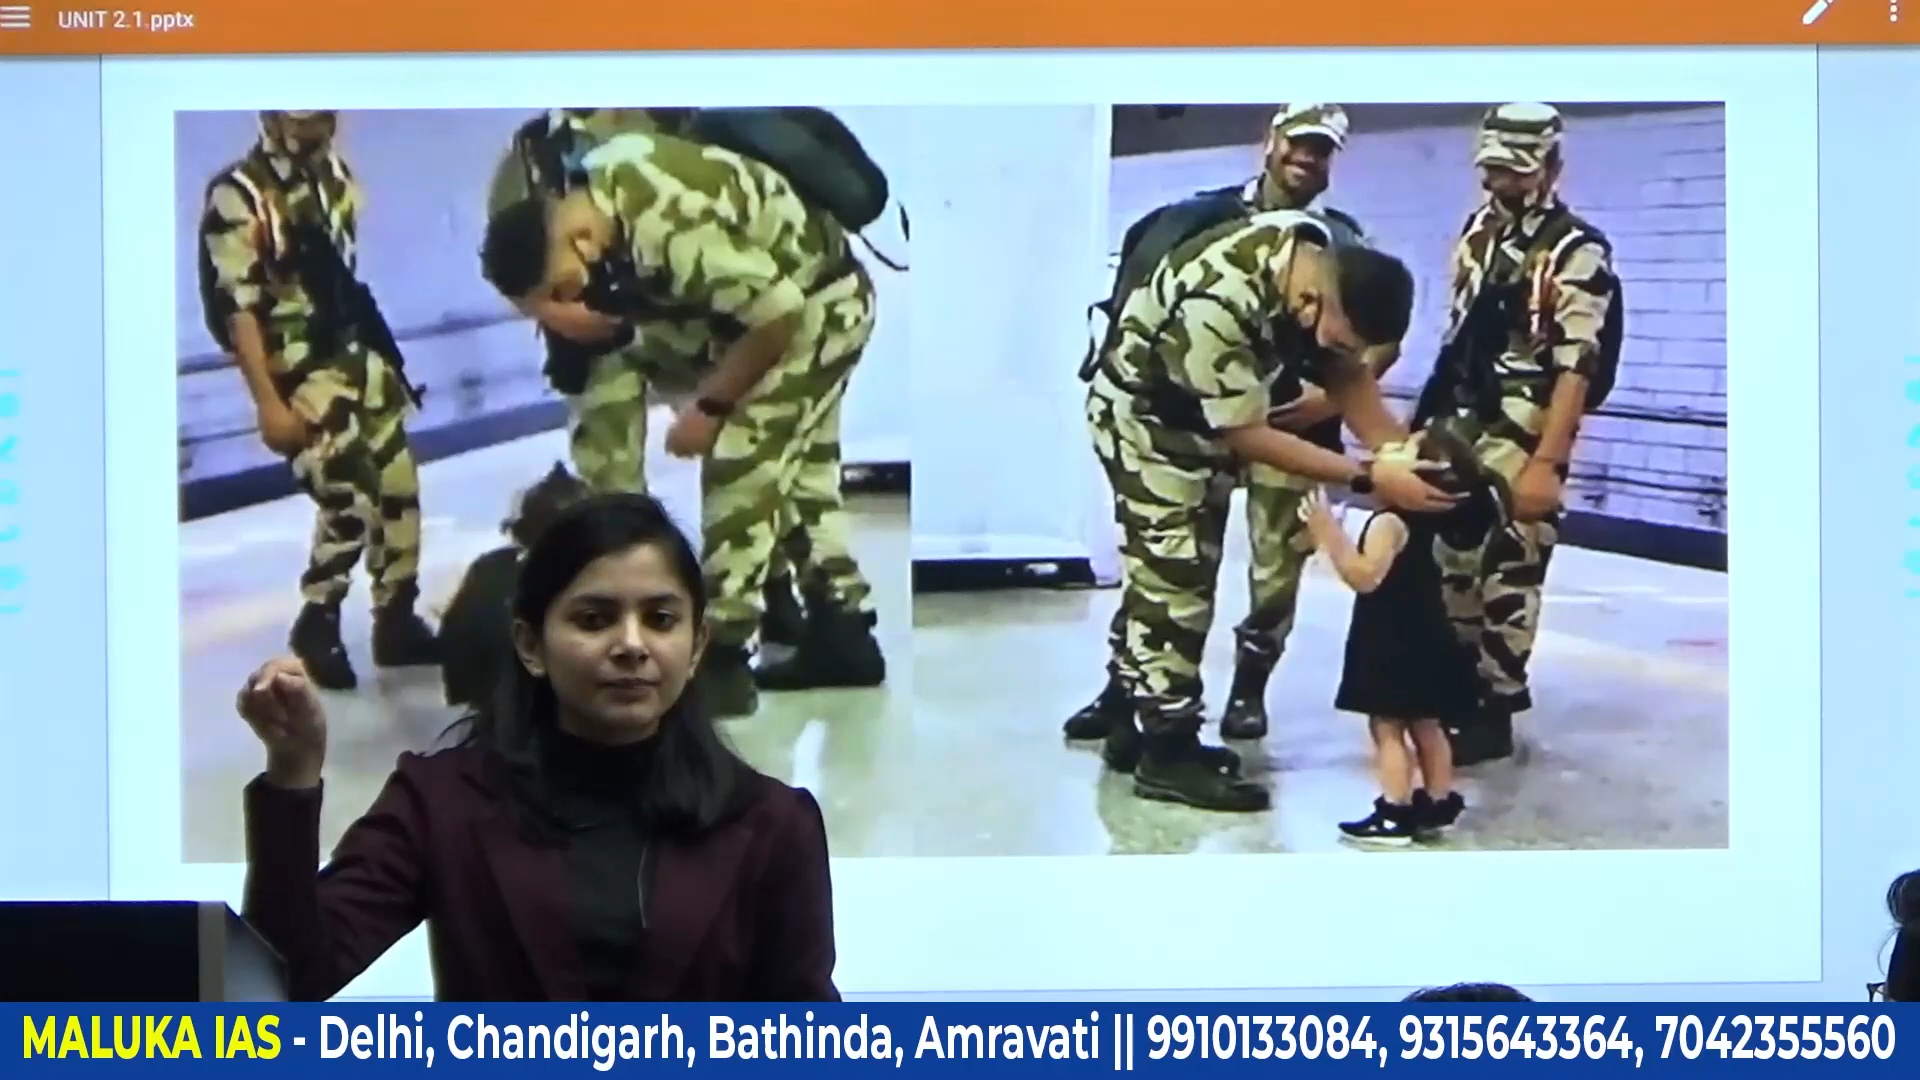 UNIT 2.1.pptx
MALUKA IAS - Delhi, Chandigarh, Bathinda, Amravati || 9910133084, 9315643364, 7042355560